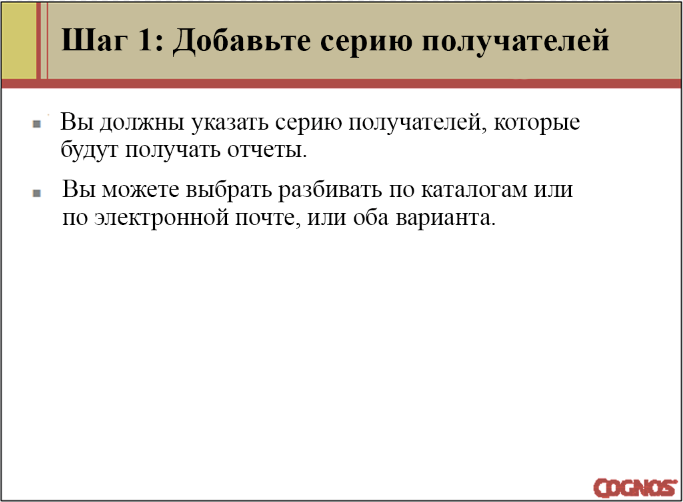 Шаг 1: Добавьте серию получателей
Вы должны указать серию получателей, которые
будут получать отчеты.
Вы можете выбрать разбивать по каталогам или
по электронной почте, или оба варианта.
COGNOS